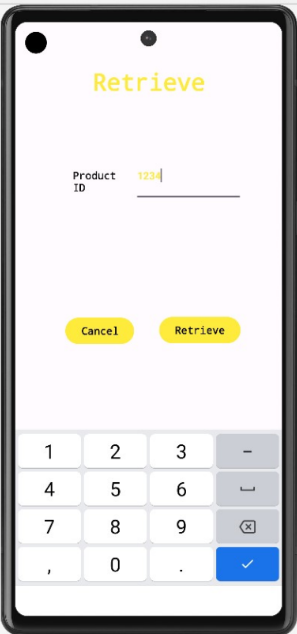 Retrieve
Product 1234
ID
Cancel Retrieve
1 2 3 -
4 5 6
7 8 9
, 0 .